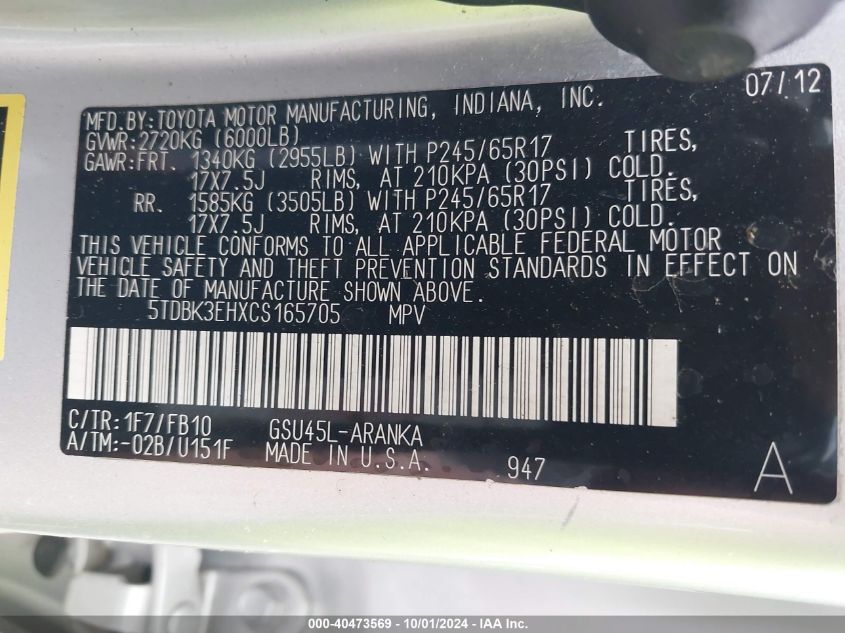 07/12
MFD.BY:TOYOTA MOTOR MANUFACTURING, INDIANA, INC.
GVWR:2720KG (6000LB)
GAWR:FRT. 1340KG (2955LB) WITH P245/65R17 TIRES,
17X7.5J RIMS, AT 210KPA (30PSI) COLD.
RR. 1585KG (3505LB) WITH P245/65R17 TIRES,
17X7.5J RIMS, AT 210KPA (30PSI) COLD.
THIS VEHICLE CONFORMS TO ALL APPLICABLE FEDERAL MOTOR
VEHICLE SAFETY AND THEFT PREVENTION STANDARDS IN EFFECT ON
THE DATE OF MANUFACTURE SHOWN ABOVE.
5TDBK3EHXCS165705 MPV
C/TR:1F7/FB10 GSU45L-ARANKA
A/TM:-02B/U151F MADE IN U.S.A. 947 A
000-40473569 - 10/01/2024 - IAA Inc.